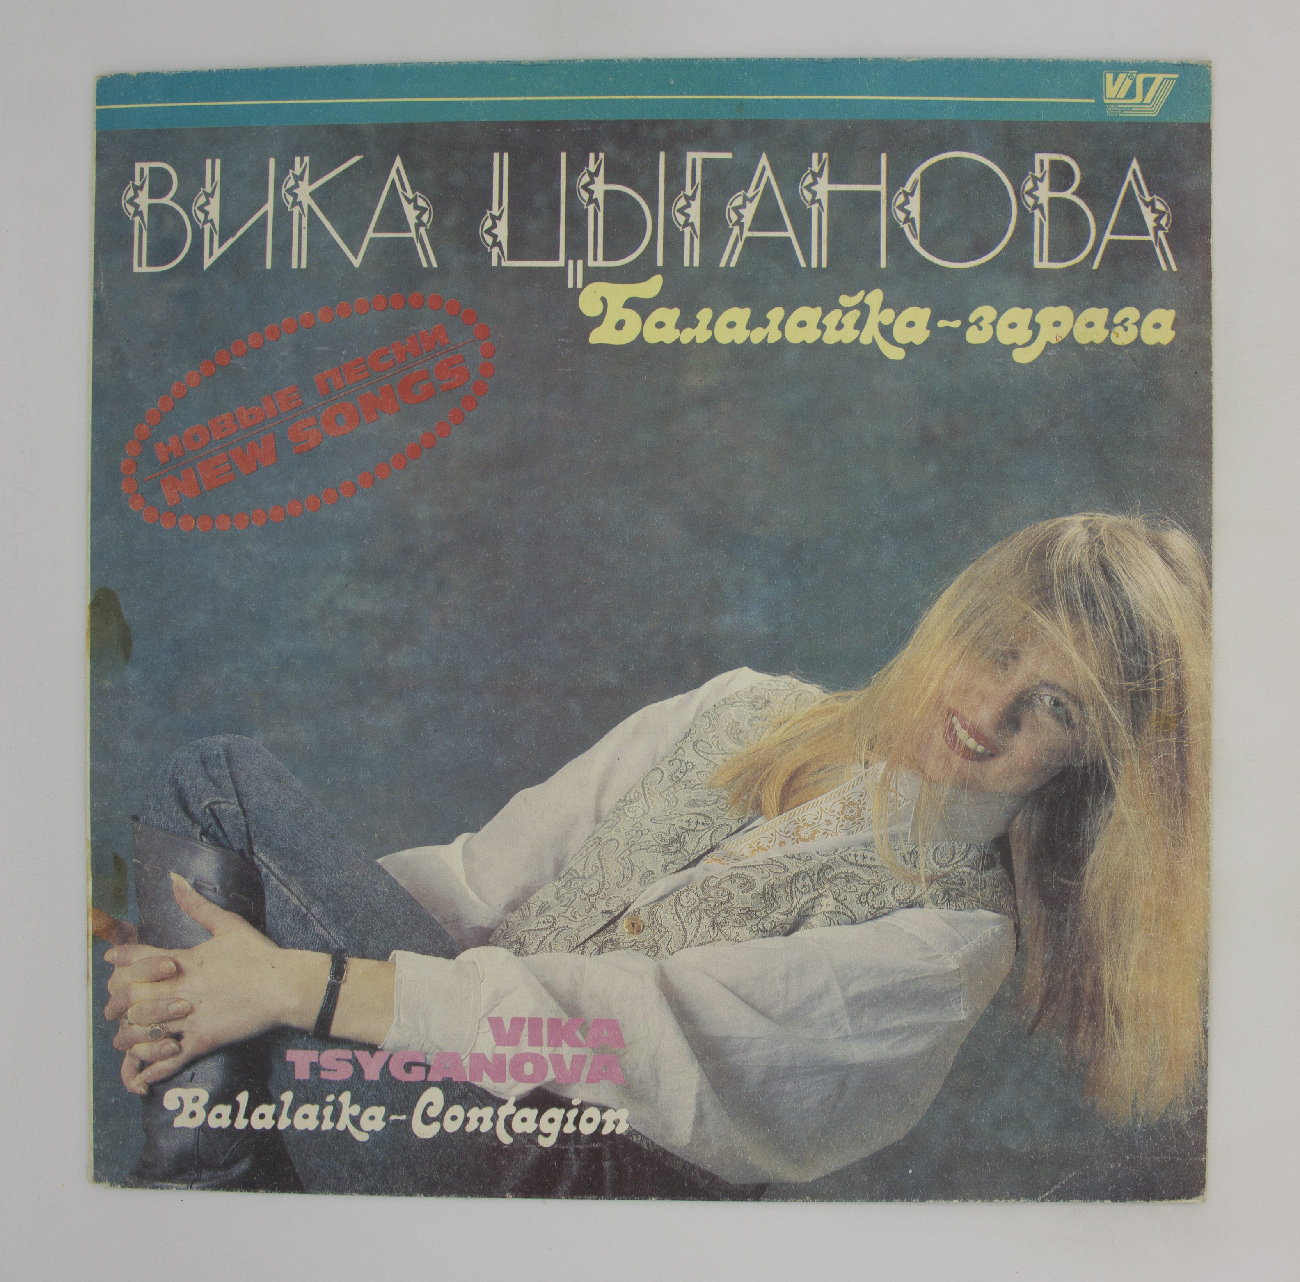 ViST
ВИКА ЦЫГАНОВА
Балалайка-зараза
НОВЫЕ ПЕСНИ
NEW SONGS
VIKA
TSYGANOVA
Balalaika-Contagion